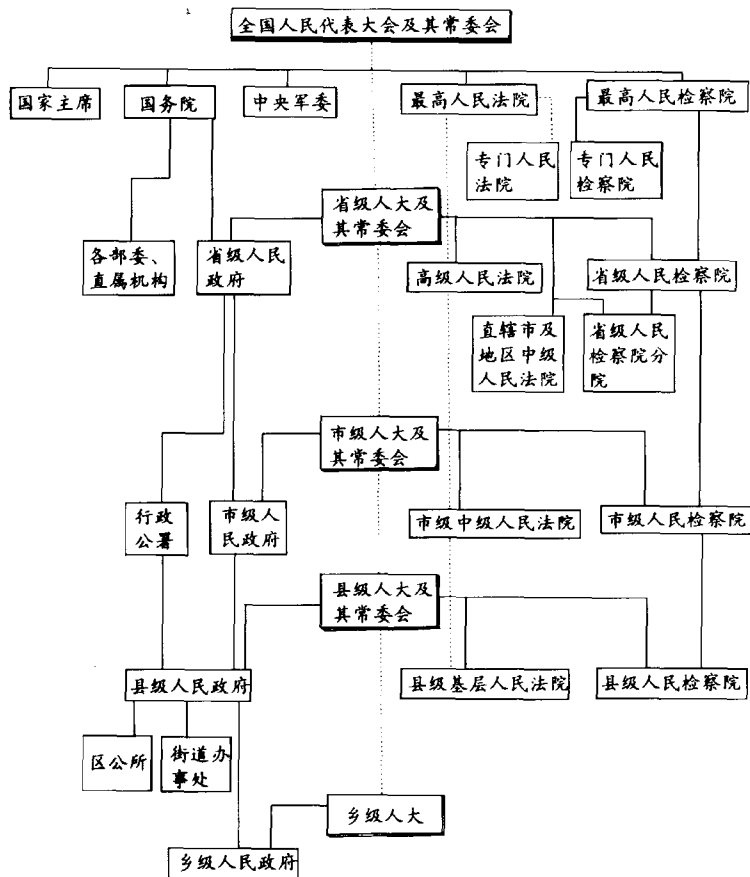 全国人民代表大会及其常委会
国家主席
国务院
中央军委
最高人民法院
最高人民检察院
专门人民
法院
专门人民
检察院
省级人大及
其常委会
各部委、
直属机构
省级人民
政府
高级人民法院
省级人民检察院
直辖市及
地区中级
人民法院
省级人民
检察院分
院
市级人大及
其常委会
行政
公署
市级人
民政府
市级中级人民法院
市级人民检察院
县级人大及
其常委会
县级人民政府
县级基层人民法院
县级人民检察院
区公所
街道办
事处
乡级人大
乡级人民政府